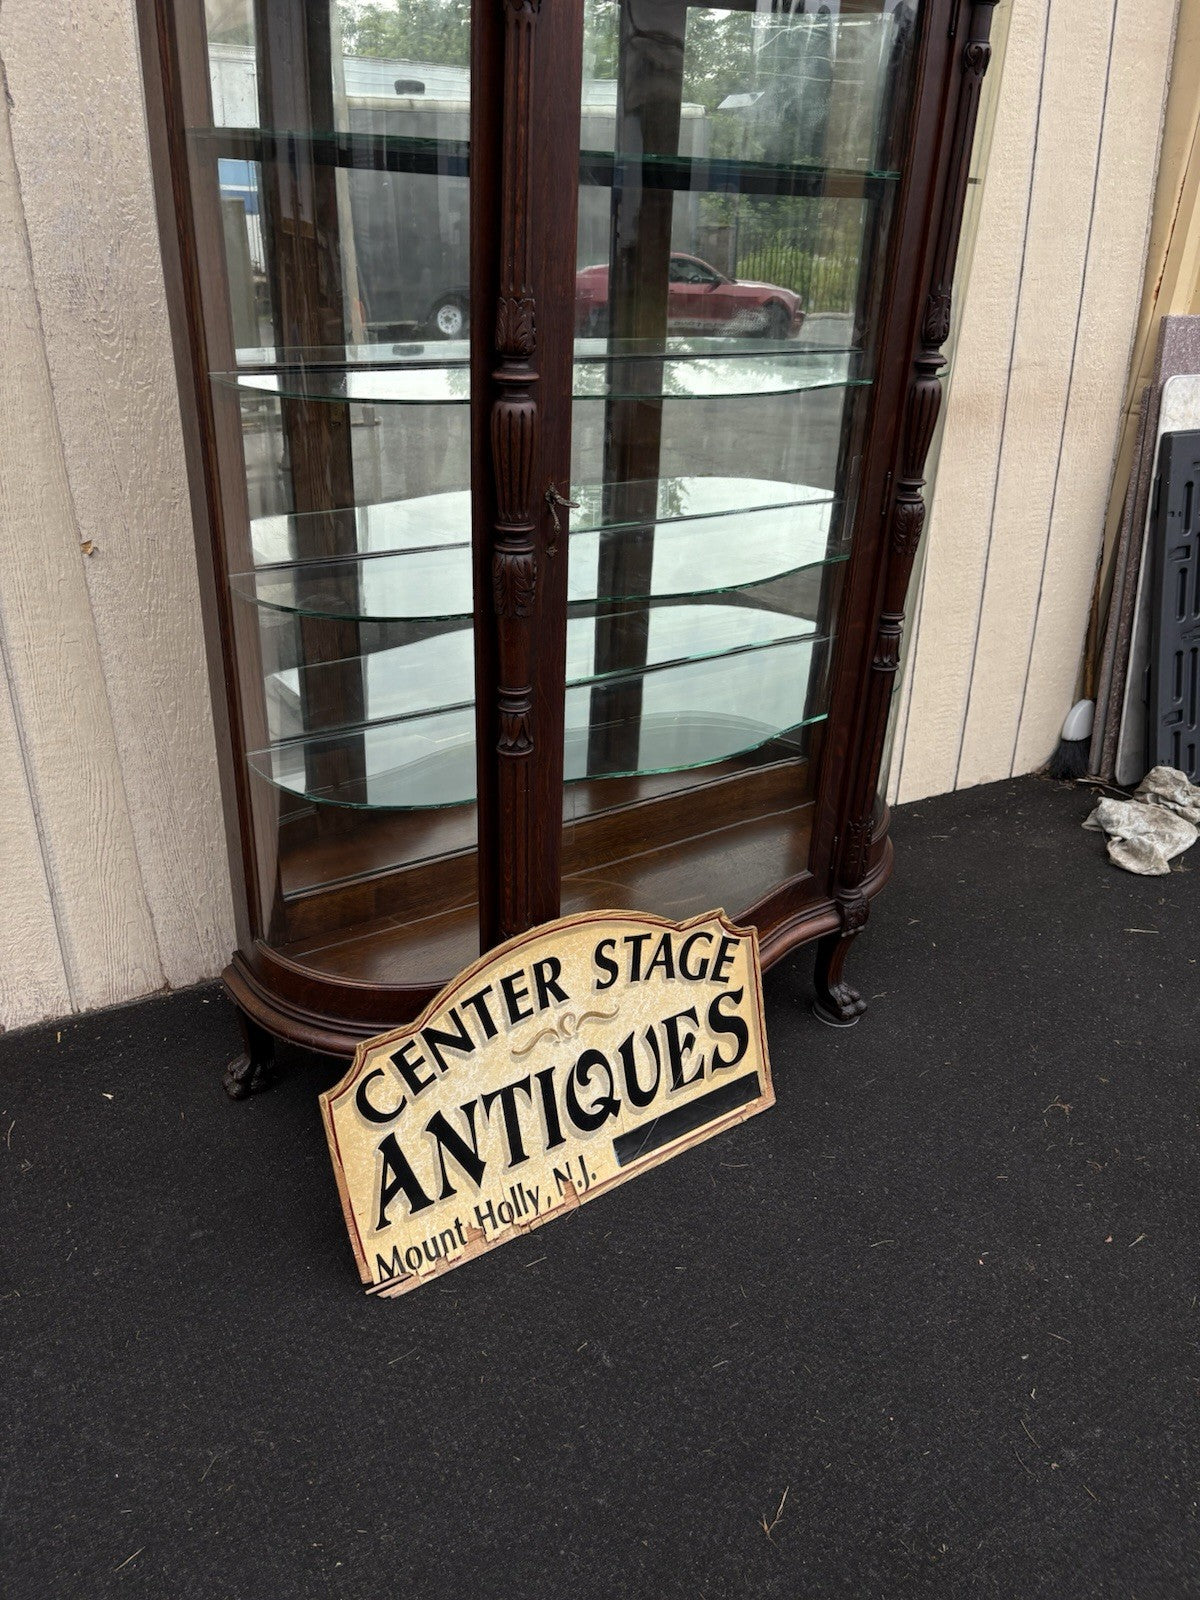 CENTER STAGE
ANTIQUES
Mount Holly, N.J.